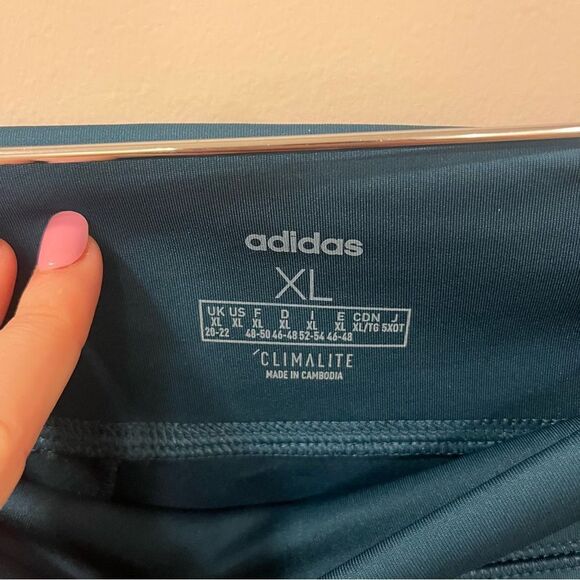 adidas
XL
UK US F D I E CDN J
XL XL XL XL XL XL XL/TG 5XOT
20-22 48-50 46-48 52-54 46-48
CLIMALITE
MADE IN CAMBODIA